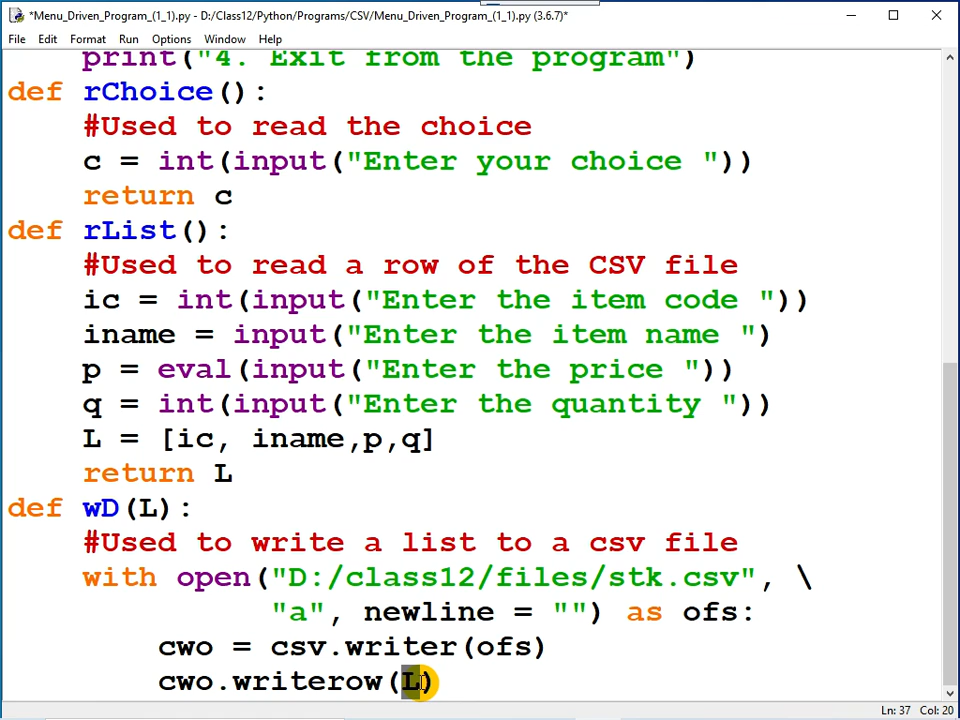 *Menu_Driven_Program_(1_1).py - D:/Class12/Python/Programs/CSV/Menu_Driven_Program_(1_1).py (3.6.7)*
File Edit Format Run Options Window Help
    print("4. Exit from the program")
def rChoice():
    #Used to read the choice
    c = int(input("Enter your choice "))
    return c
def rList():
    #Used to read a row of the CSV file
    ic = int(input("Enter the item code "))
    iname = input("Enter the item name ")
    p = eval(input("Enter the price "))
    q = int(input("Enter the quantity "))
    L = [ic, iname,p,q]
    return L
def wD(L):
    #Used to write a list to a csv file
    with open("D:/class12/files/stk.csv", \
              "a", newline = "") as ofs:
        cwo = csv.writer(ofs)
        cwo.writerow(L)
Ln: 37 Col: 20